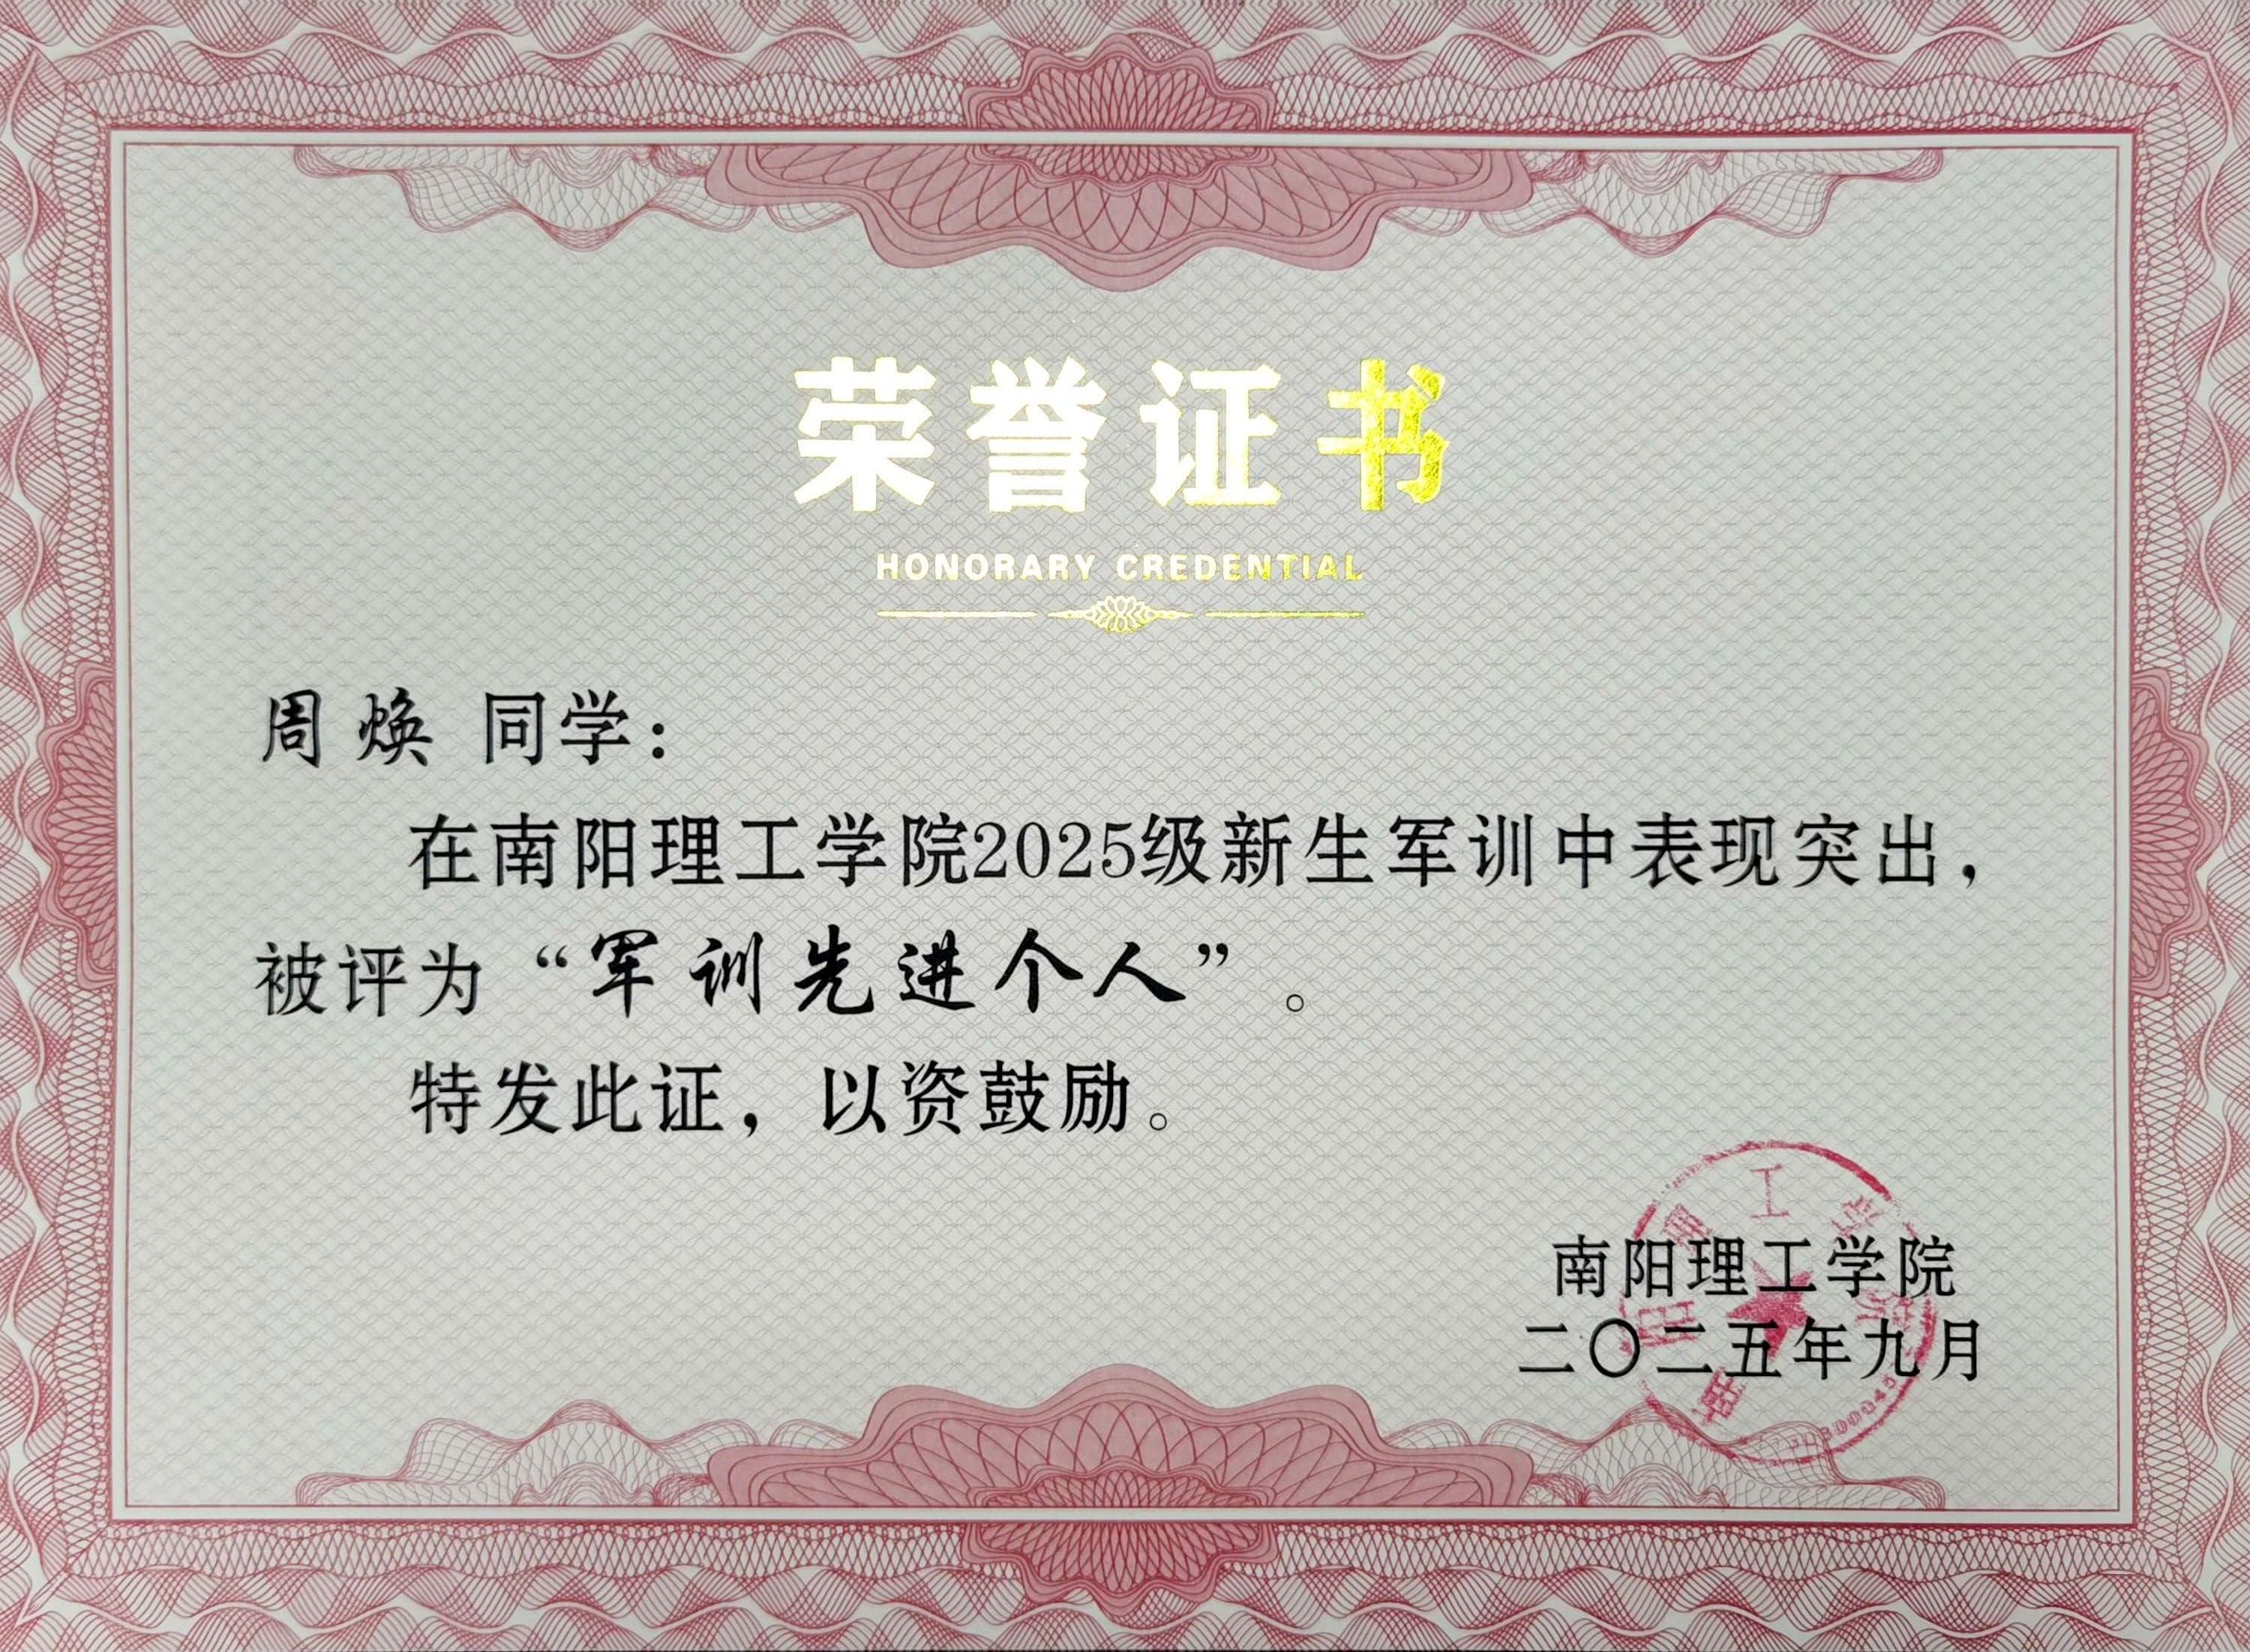 荣誉证书
HONORARY CREDENTIAL
周焕 同学：
在南阳理工学院2025级新生军训中表现突出，
被评为“军训先进个人”。
特发此证，以资鼓励。
南阳理工学院
二〇二五年九月